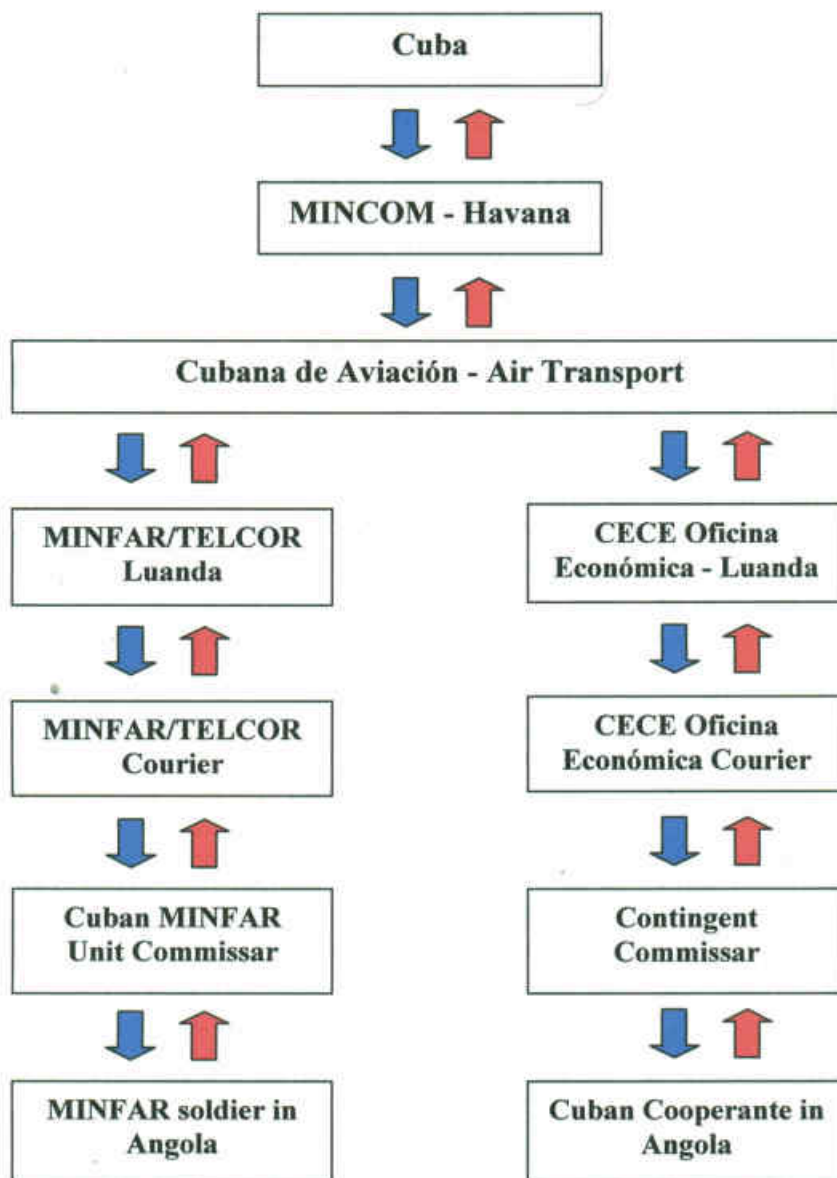 Cuba
MINCOM - Havana
Cubana de Aviación - Air Transport
MINFAR/TELCOR
Luanda
CECE Oficina
Económica - Luanda
MINFAR/TELCOR
Courier
CECE Oficina
Económica Courier
Cuban MINFAR
Unit Commissar
Contingent
Commissar
MINFAR soldier in
Angola
Cuban Cooperante in
Angola